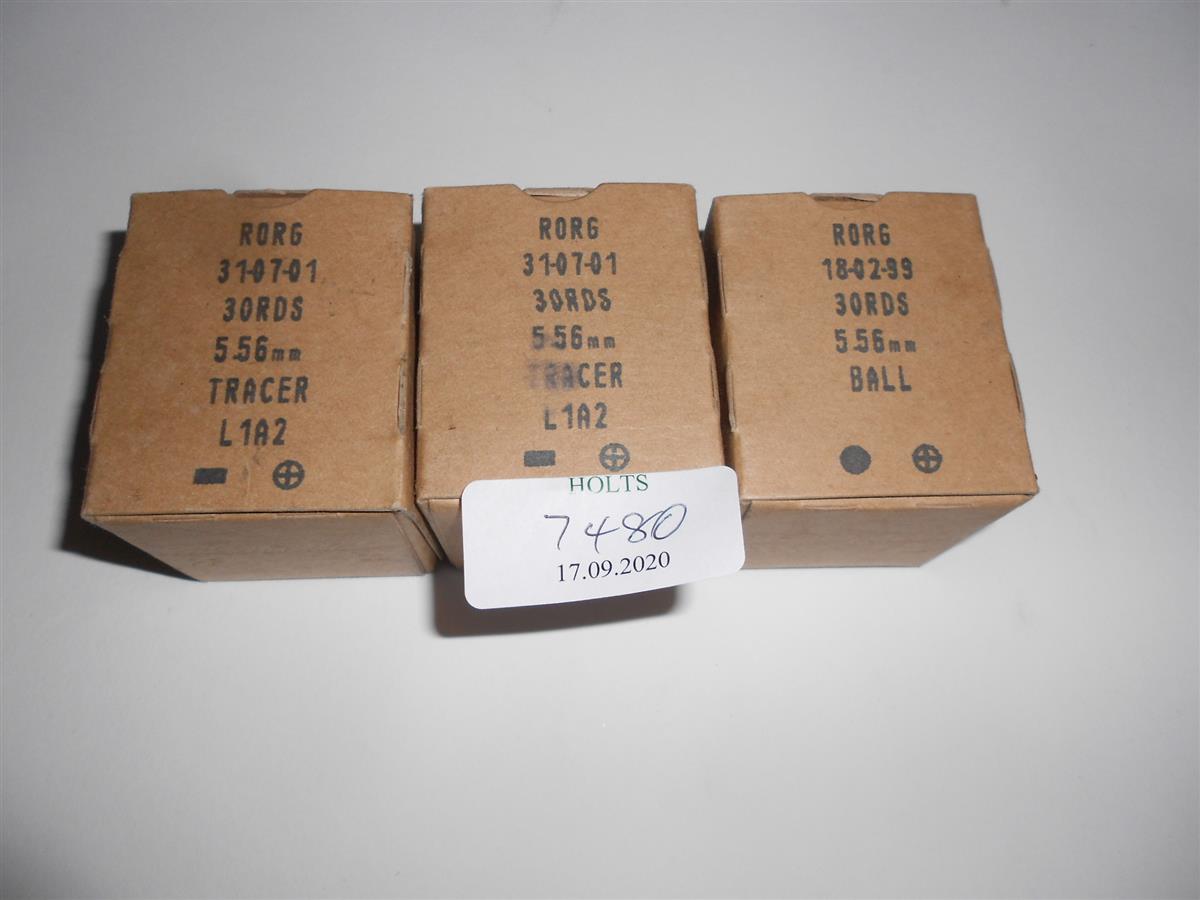 RORG
31-07-01
30RDS
5.56mm
TRACER
L1A2
RORG
31-07-01
30RDS
5.56mm
TRACER
L1A2
RORG
18-02-99
30RDS
5.56mm
BALL
HOLTS
7480
17.09.2020